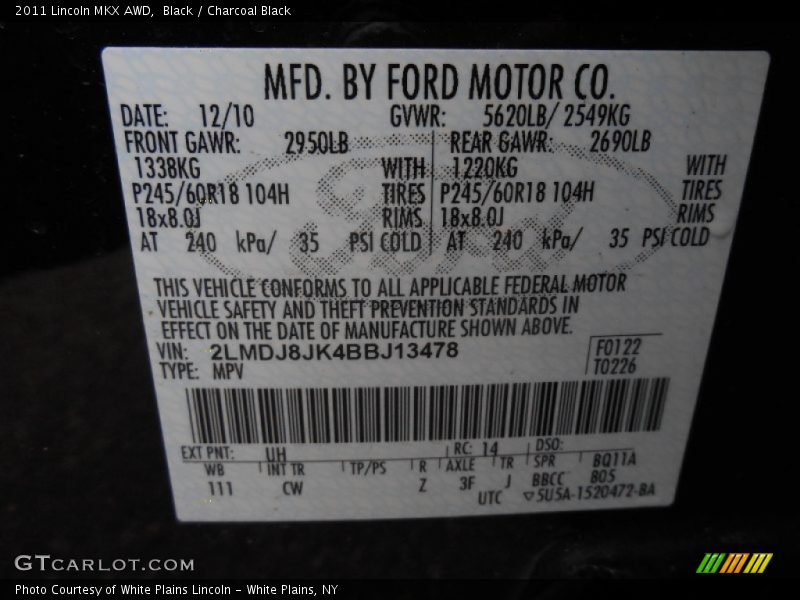 2011 Lincoln MKX AWD,  Black / Charcoal Black
MFD. BY FORD MOTOR CO.
DATE: 12/10 GVWR: 5620LB/ 2549KG
FRONT GAWR: 2950LB REAR GAWR: 2690LB
1338KG WITH 1220KG WITH
P245/60R18 104H TIRES P245/60R18 104H TIRES
18x8.0J RIMS 18x8.0J RIMS
AT 240 kPa/ 35 PSI COLD AT 240 kPa/ 35 PSI COLD
Ford
THIS VEHICLE CONFORMS TO ALL APPLICABLE FEDERAL MOTOR
VEHICLE SAFETY AND THEFT PREVENTION STANDARDS IN
EFFECT ON THE DATE OF MANUFACTURE SHOWN ABOVE.
VIN: 2LMDJ8JK4BBJ13478 F0122
TYPE: MPV T0226
EXT PNT: UH RC: 14 DSO:
WB INT TR TP/PS R AXLE TR SPR BQ11A
111 CW Z 3F J BBCC BOS
UTC ▽5U5A-1520472-BA
GTCARLOT.COM
Photo Courtesy of White Plains Lincoln - White Plains, NY